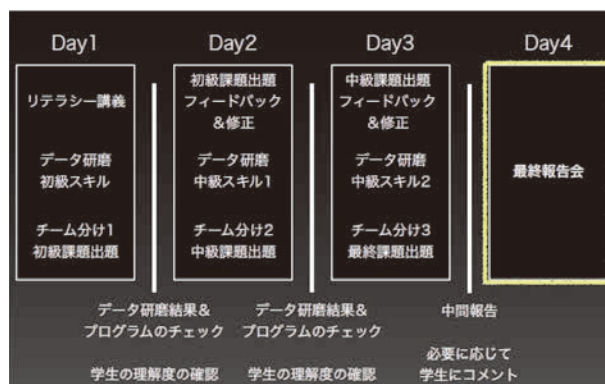 Day1
リテラシー講義
データ研磨
初級スキル
チーム分け1
初級課題出題
Day2
初級課題出題
フィードバック
&修正
データ研磨
中級スキル1
チーム分け2
中級課題出題
Day3
中級課題出題
フィードバック
&修正
データ研磨
中級スキル2
チーム分け3
最終課題出題
Day4
最終報告会
データ研磨結果&
プログラムのチェック
学生の理解度の確認
データ研磨結果&
プログラムのチェック
学生の理解度の確認
中間報告
必要に応じて
学生にコメント